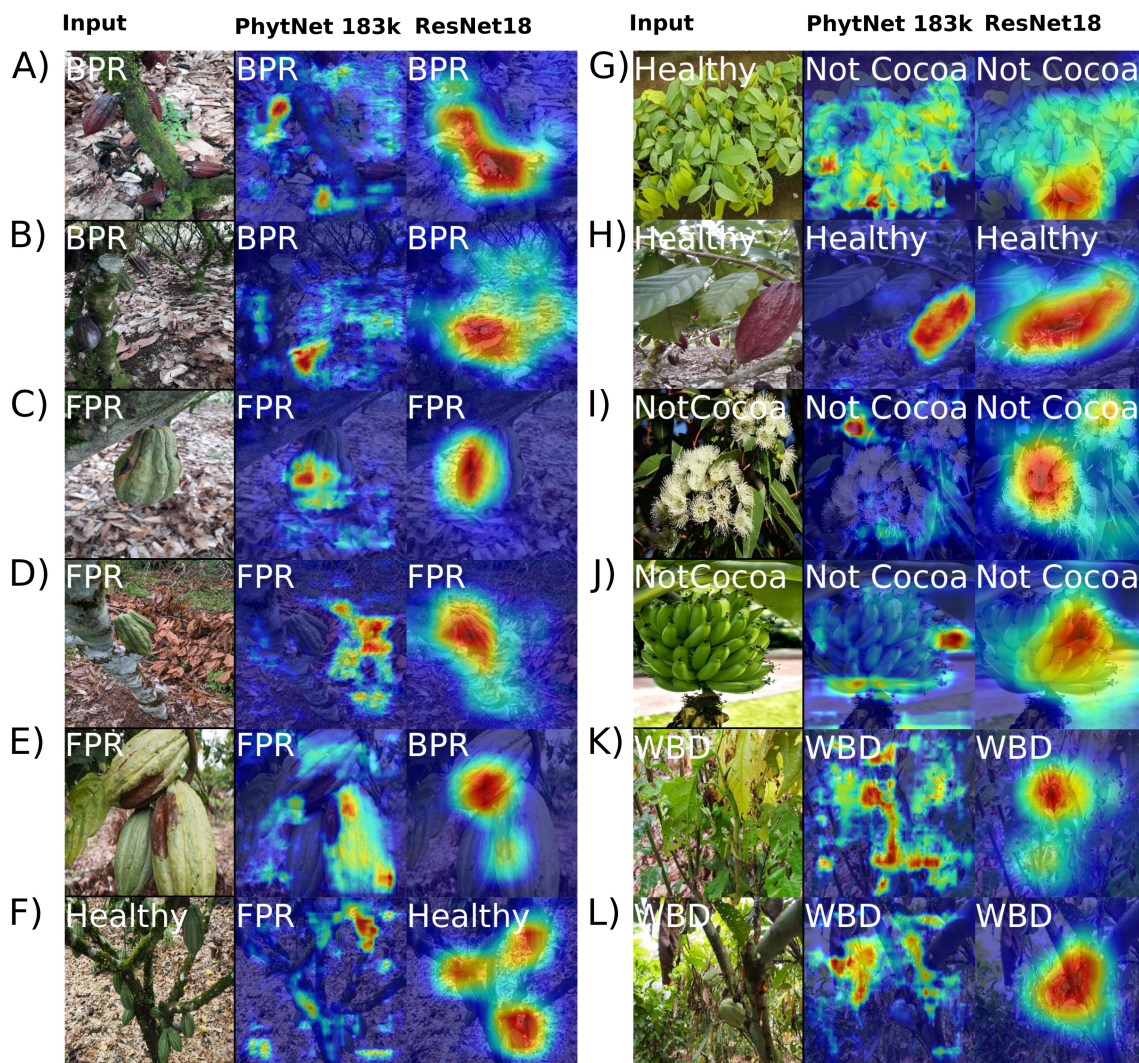 Input PhytNet 183k ResNet18 Input PhytNet 183k ResNet18
A) BPR BPR BPR
B) BPR BPR BPR
C) FPR FPR FPR
D) FPR FPR FPR
E) FPR FPR BPR
F) Healthy FPR Healthy
G) Healthy Not Cocoa Not Cocoa
H) Healthy Healthy Healthy
I) NotCocoa Not Cocoa Not Cocoa
J) NotCocoa Not Cocoa Not Cocoa
K) WBD WBD WBD
L) WBD WBD WBD